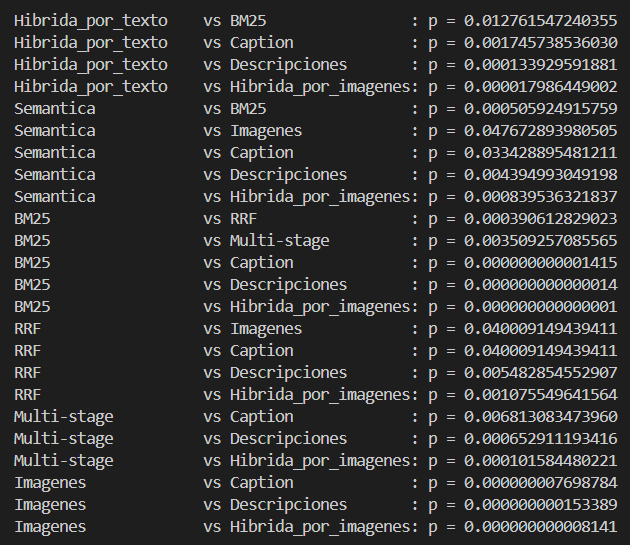 Hibrida_por_texto    vs BM25                 : p = 0.012761547240355
Hibrida_por_texto    vs Caption              : p = 0.001745738536030
Hibrida_por_texto    vs Descripciones        : p = 0.000133929591881
Hibrida_por_texto    vs Hibrida_por_imagenes: p = 0.000017986449002
Semantica            vs BM25                 : p = 0.000505924915759
Semantica            vs Imagenes             : p = 0.047672893980505
Semantica            vs Caption              : p = 0.033428895481211
Semantica            vs Descripciones        : p = 0.004394993049198
Semantica            vs Hibrida_por_imagenes: p = 0.000839536321837
BM25                 vs RRF                  : p = 0.000390612829023
BM25                 vs Multi-stage          : p = 0.003509257085565
BM25                 vs Caption              : p = 0.000000000001415
BM25                 vs Descripciones        : p = 0.000000000000014
BM25                 vs Hibrida_por_imagenes: p = 0.000000000000001
RRF                  vs Imagenes             : p = 0.040009149439411
RRF                  vs Caption              : p = 0.040009149439411
RRF                  vs Descripciones        : p = 0.005482854552907
RRF                  vs Hibrida_por_imagenes: p = 0.001075549641564
Multi-stage          vs Caption              : p = 0.006813083473960
Multi-stage          vs Descripciones        : p = 0.000652911193416
Multi-stage          vs Hibrida_por_imagenes: p = 0.000101584480221
Imagenes             vs Caption              : p = 0.000000007698784
Imagenes             vs Descripciones        : p = 0.000000000153389
Imagenes             vs Hibrida_por_imagenes: p = 0.000000000008141